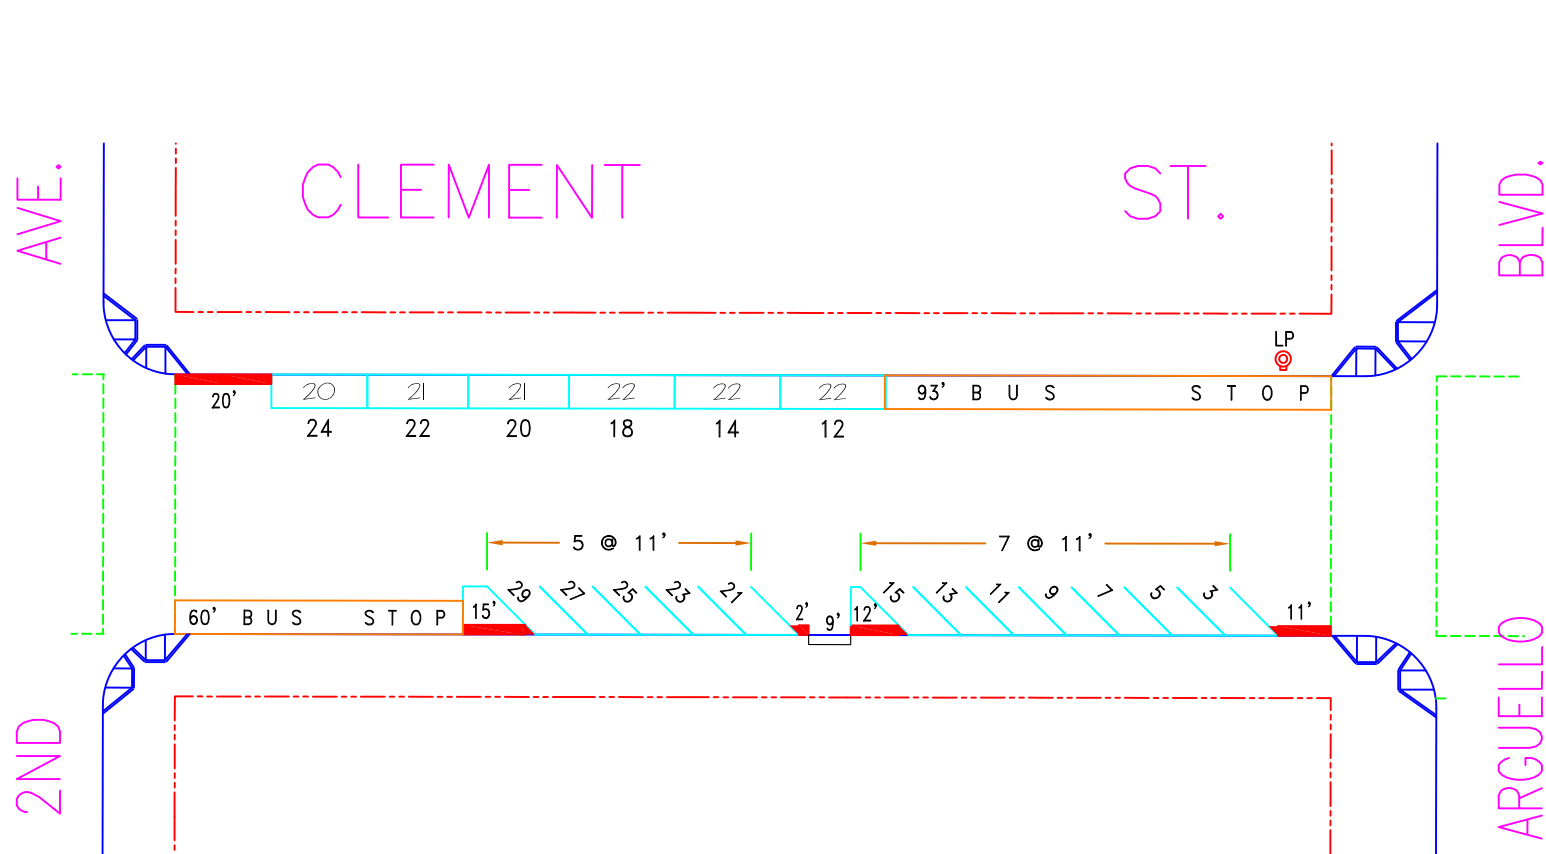 CLEMENT ST.
AVE.
BLVD.
LP
20 21 21 22 22 22 93' BUS STOP
20'
24 22 20 18 14 12
5 @ 11' 7 @ 11'
29 27 25 23 21 15 13 11 9 7 5 3
60' BUS STOP 15' 2' 9' 12' 11'
2ND
ARGUELLO